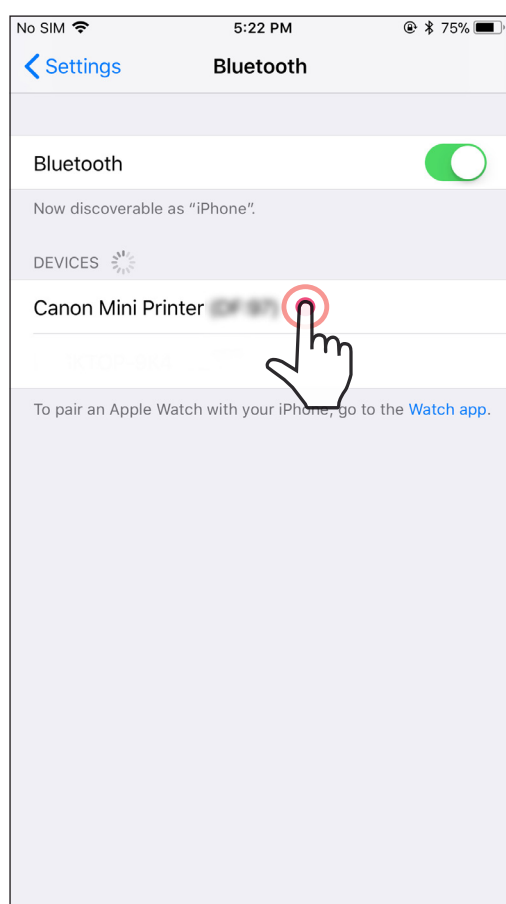 No SIM 5:22 PM 75%
Settings Bluetooth
Bluetooth
Now discoverable as “iPhone”.
DEVICES
Canon Mini Printer
To pair an Apple Watch with your iPhone, go to the Watch app.